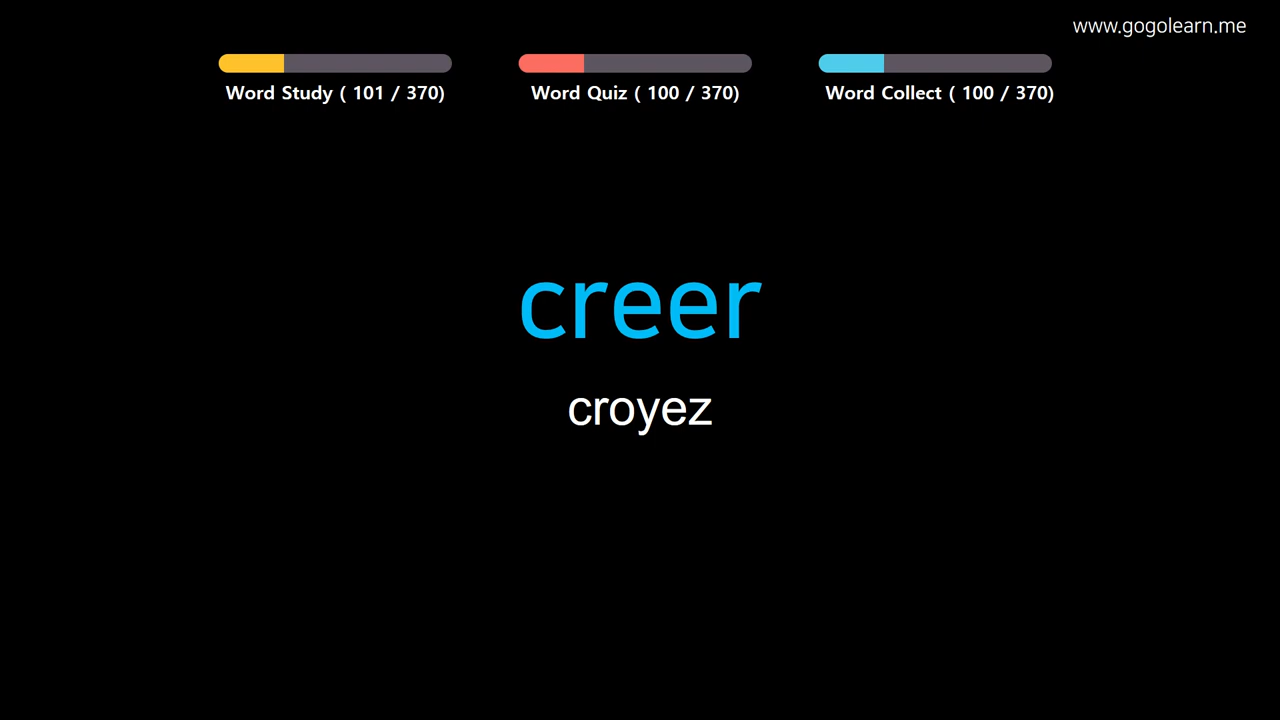 www.gogolearn.me
Word Study ( 101 / 370)
Word Quiz ( 100 / 370)
Word Collect ( 100 / 370)
creer
croyez